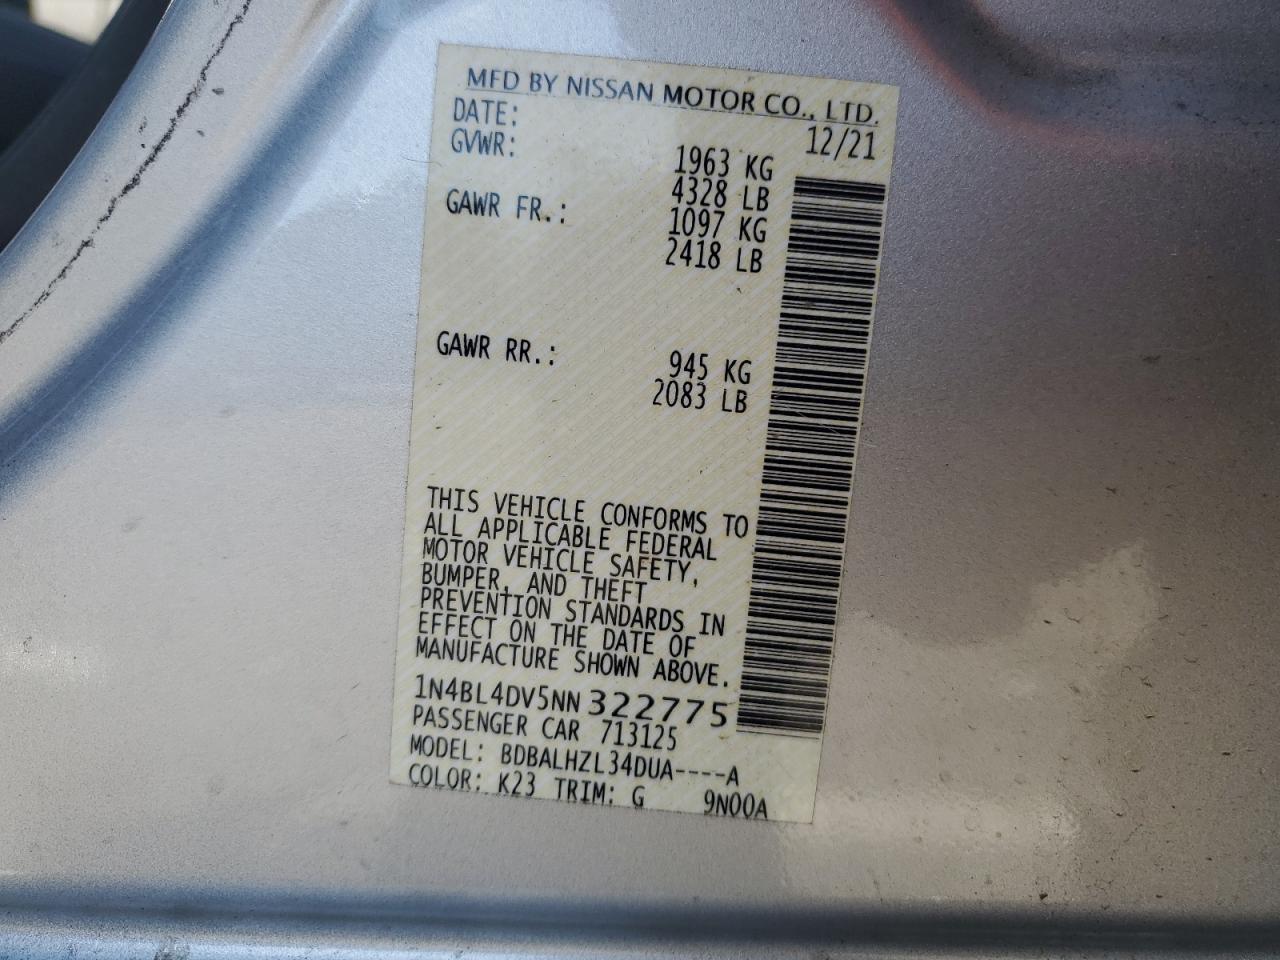 MFD BY NISSAN MOTOR CO., LTD.
DATE: 12/21
GVWR: 1963 KG
4328 LB
GAWR FR.: 1097 KG
2418 LB
GAWR RR.: 945 KG
2083 LB
THIS VEHICLE CONFORMS TO
ALL APPLICABLE FEDERAL
MOTOR VEHICLE SAFETY,
BUMPER, AND THEFT
PREVENTION STANDARDS IN
EFFECT ON THE DATE OF
MANUFACTURE SHOWN ABOVE.
1N4BL4DV5NN322775
PASSENGER CAR 713125
MODEL: BDBALHZL34DUA----A
COLOR: K23 TRIM: G 9N00A